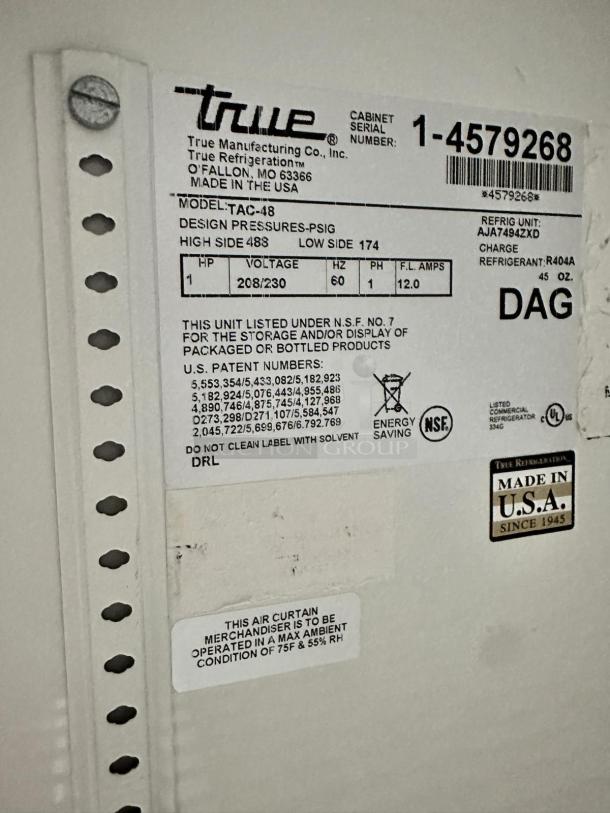 true®
True Manufacturing Co., Inc.
True Refrigeration™
O'FALLON, MO 63366
MADE IN THE USA
CABINET
SERIAL
NUMBER:
1-4579268
*4579268*
MODEL: TAC-48
DESIGN PRESSURES-PSIG
HIGH SIDE 488 LOW SIDE 174
REFRIG UNIT:
AJA7494ZXD
CHARGE
REFRIGERANT: R404A
45 OZ.
HP VOLTAGE HZ PH F.L. AMPS
1 208/230 60 1 12.0
DAG
THIS UNIT LISTED UNDER N.S.F. NO. 7
FOR THE STORAGE AND/OR DISPLAY OF
PACKAGED OR BOTTLED PRODUCTS
U.S. PATENT NUMBERS:
5,553,354/5,433,082/5,182,923
5,182,924/5,076,443/4,955,486
4,890,746/4,875,745/4,127,968
D273,298/D271,107/5,584,547
2,045,722/5,699,676/6.792.769
DO NOT CLEAN LABEL WITH SOLVENT
DRL
ENERGY
SAVING
NSF.
LISTED
COMMERCIAL
REFRIGERATOR
334G
c UL us
TRUE REFRIGERATION
MADE IN
U.S.A.
SINCE 1945
THIS AIR CURTAIN
MERCHANDISER IS TO BE
OPERATED IN A MAX AMBIENT
CONDITION OF 75F & 55% RH